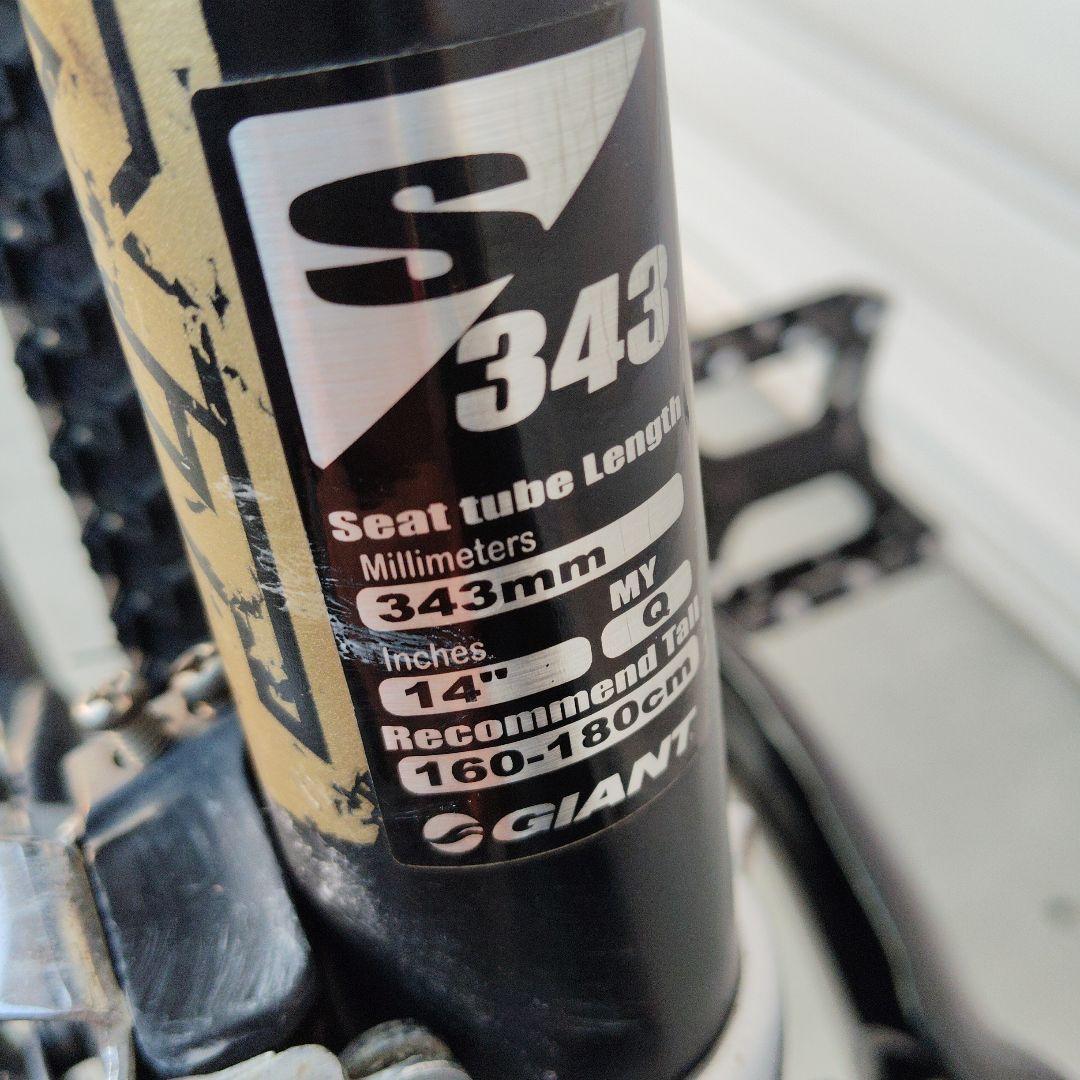 S
343
Seat tube Length
Millimeters
343mm
MY
Q
Inches
14"
Recommend Tall
160-180cm
GIANT